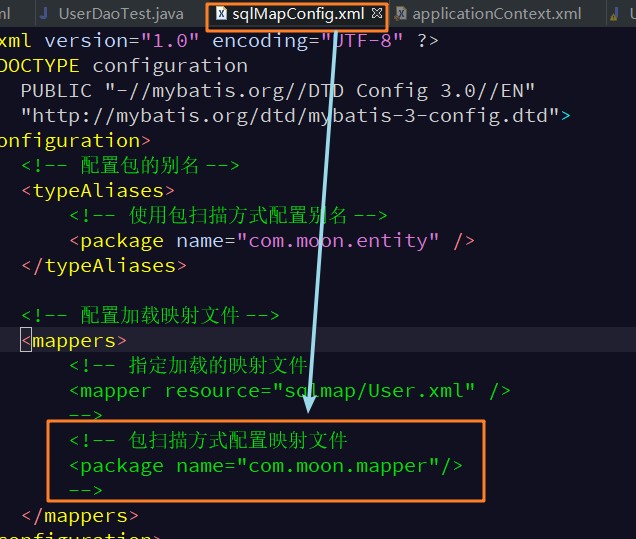 ml UserDaoTest.java sqlMapConfig.xml applicationContext.xml
xml version="1.0" encoding="UTF-8" ?>
DOCTYPE configuration
PUBLIC "-//mybatis.org//DTD Config 3.0//EN"
"http://mybatis.org/dtd/mybatis-3-config.dtd">
onfiguration>
<!-- 配置包的别名 -->
<typeAliases>
<!-- 使用包扫描方式配置别名 -->
<package name="com.moon.entity" />
</typeAliases>
<!-- 配置加载映射文件 -->
<mappers>
<!-- 指定加载的映射文件
<mapper resource="sqlmap/User.xml" />
-->
<!-- 包扫描方式配置映射文件
<package name="com.moon.mapper"/>
-->
</mappers>
configuration>